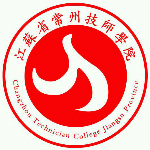 江蘇省常州技師學院
Changzhou Technician College Jiangsu Province